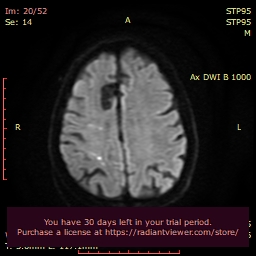 Im: 20/52
Se: 14
A
STP95
STP95
M
Ax DWI B 1000
R
L
You have 30 days left in your trial period.
Purchase a license at https://radiantviewer.com/store/